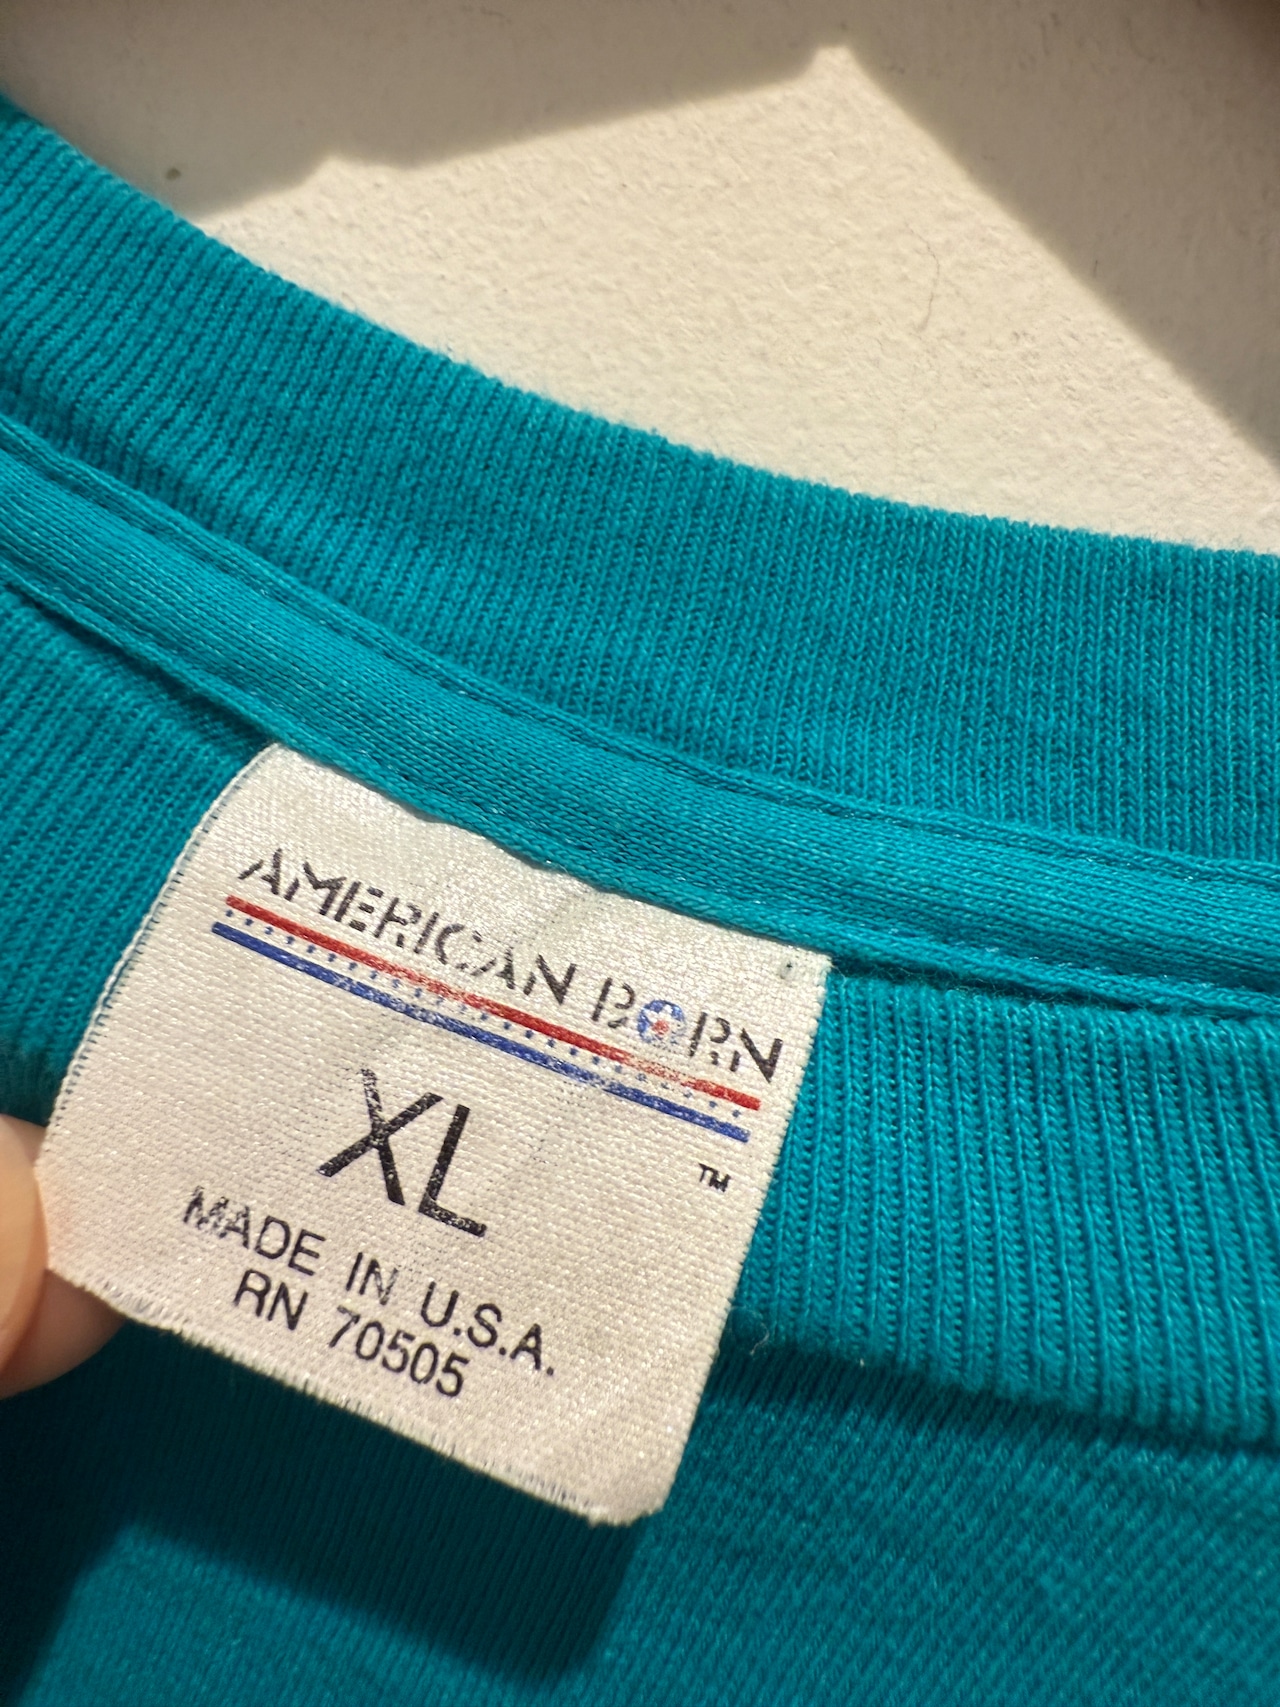 AMERICAN BORN
XL
TM
MADE IN U.S.A.
RN 70505